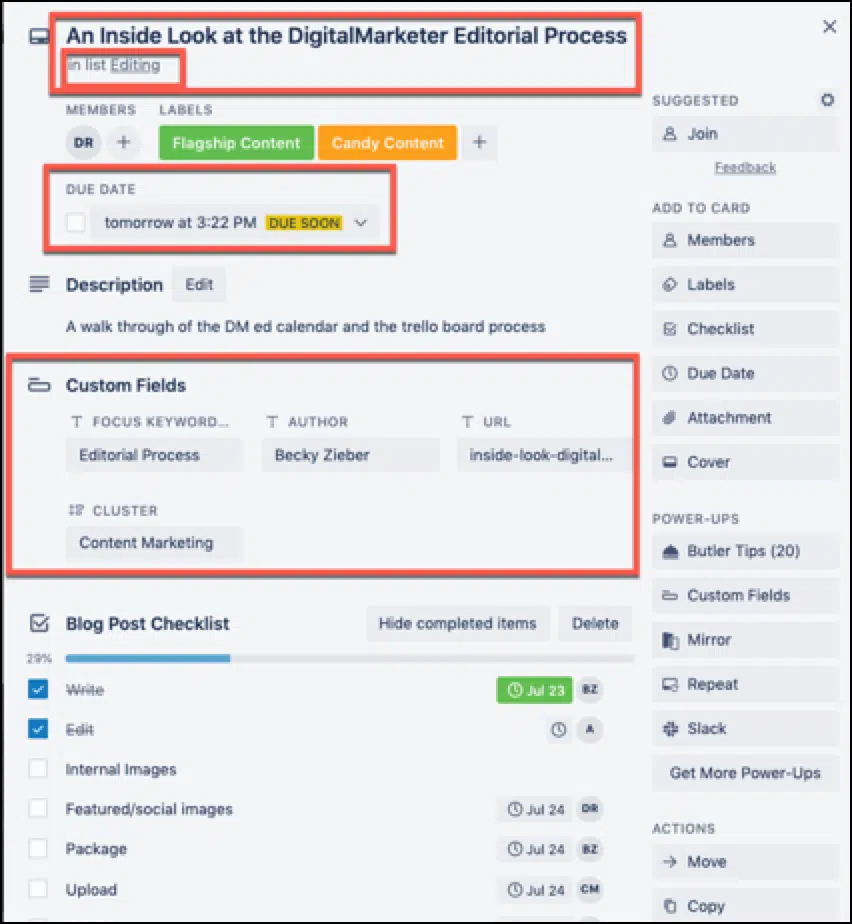 An Inside Look at the DigitalMarketer Editorial Process
in list Editing
MEMBERS
LABELS
DR
+
Flagship Content
Candy Content
+
DUE DATE
tomorrow at 3:22 PM DUE SOON
Description
Edit
A walk through of the DM ed calendar and the trello board process
Custom Fields
FOCUS KEYWORD...
AUTHOR
URL
Editorial Process
Becky Zieber
inside-look-digital...
CLUSTER
Content Marketing
Blog Post Checklist
Hide completed items
Delete
29%
Write
Jul 23
BZ
Edit
A
Internal Images
Featured/social images
Jul 24
DR
Package
Jul 24
BZ
Upload
Jul 24
CM
SUGGESTED
Join
Feedback
ADD TO CARD
Members
Labels
Checklist
Due Date
Attachment
Cover
POWER-UPS
Butler Tips (20)
Custom Fields
Mirror
Repeat
Slack
Get More Power-Ups
ACTIONS
Move
Copy